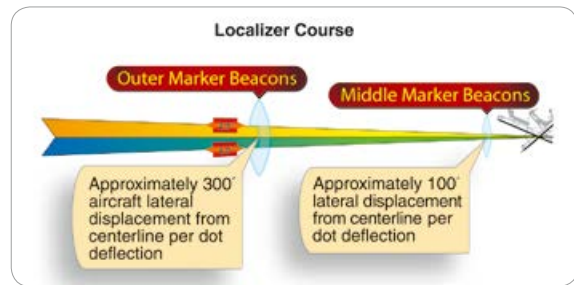 Localizer Course
Outer Marker Beacons
Middle Marker Beacons
Approximately 300'
aircraft lateral
displacement from
centerline per dot
deflection
Approximately 100'
lateral displacement
from centerline per
dot deflection